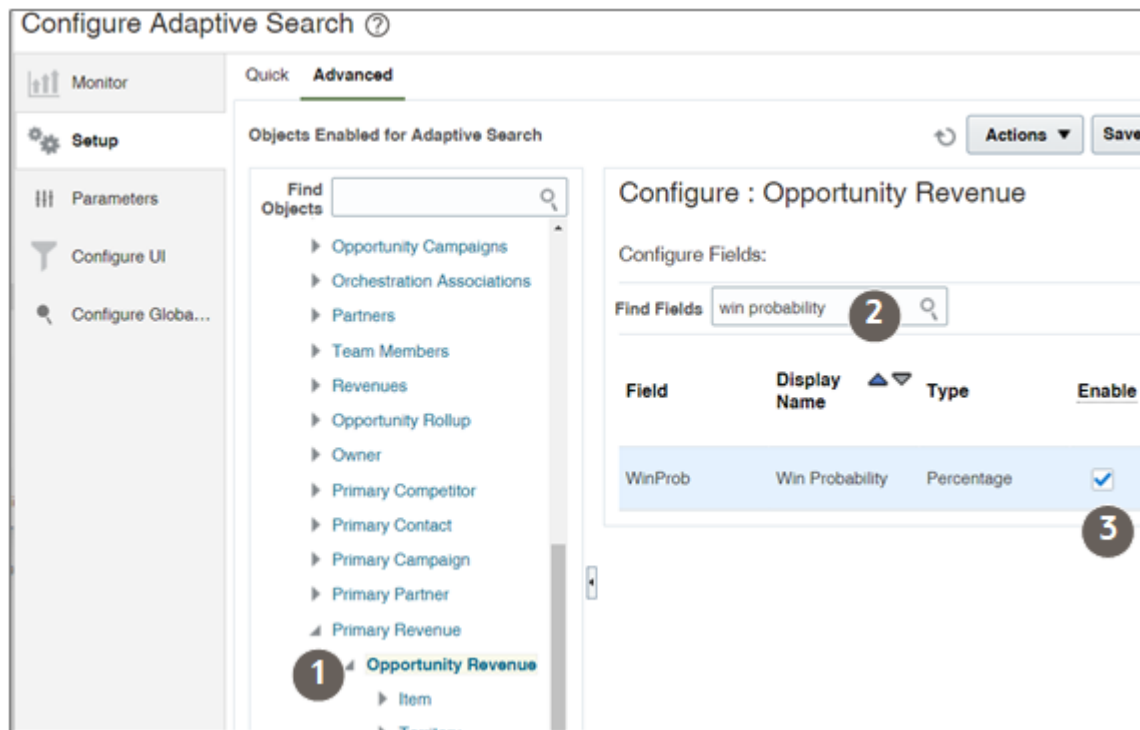 Configure Adaptive Search ?
Monitor
Setup
Parameters
Configure UI
Configure Globa...
Quick Advanced
Objects Enabled for Adaptive Search
Actions
Save
Find
Objects
Opportunity Campaigns
Orchestration Associations
Partners
Team Members
Revenues
Opportunity Rollup
Owner
Primary Competitor
Primary Contact
Primary Campaign
Primary Partner
Primary Revenue
1 Opportunity Revenue
Item
Territory
Configure : Opportunity Revenue
Configure Fields:
Find Fields win probability 2
Field Display Name Type Enable
WinProb Win Probability Percentage
3